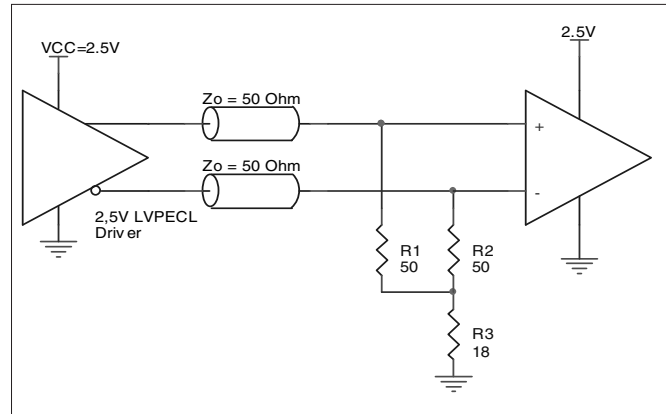 VCC=2.5V
2.5V
Zo = 50 Ohm
+
Zo = 50 Ohm
-
2,5V LVPECL
Driver
R1
50
R2
50
R3
18